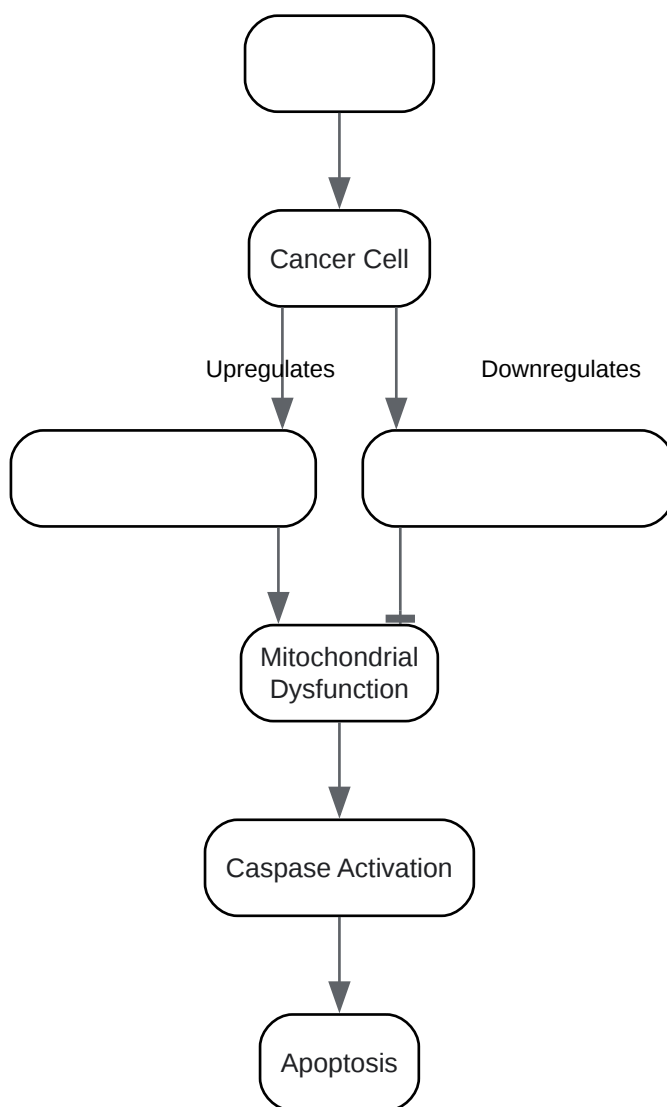 Cancer Cell
Upregulates
Downregulates
Mitochondrial
Dysfunction
Caspase Activation
Apoptosis